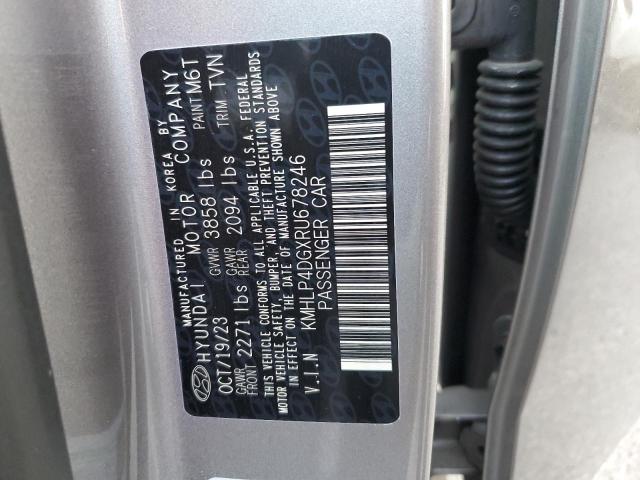 MANUFACTURED IN KOREA BY
HYUNDAI MOTOR COMPANY
OCT/19/23 GVWR 3858 lbs PAINT M6T
GAWR FRONT 2271 lbs GAWR REAR 2094 lbs TRIM TVN
THIS VEHICLE CONFORMS TO ALL APPLICABLE U.S.A. FEDERAL
MOTOR VEHICLE SAFETY, BUMPER, AND THEFT PREVENTION STANDARDS
IN EFFECT ON THE DATE OF MANUFACTURE SHOWN ABOVE
V.I.N KMHLP4DGXRU678246
PASSENGER CAR